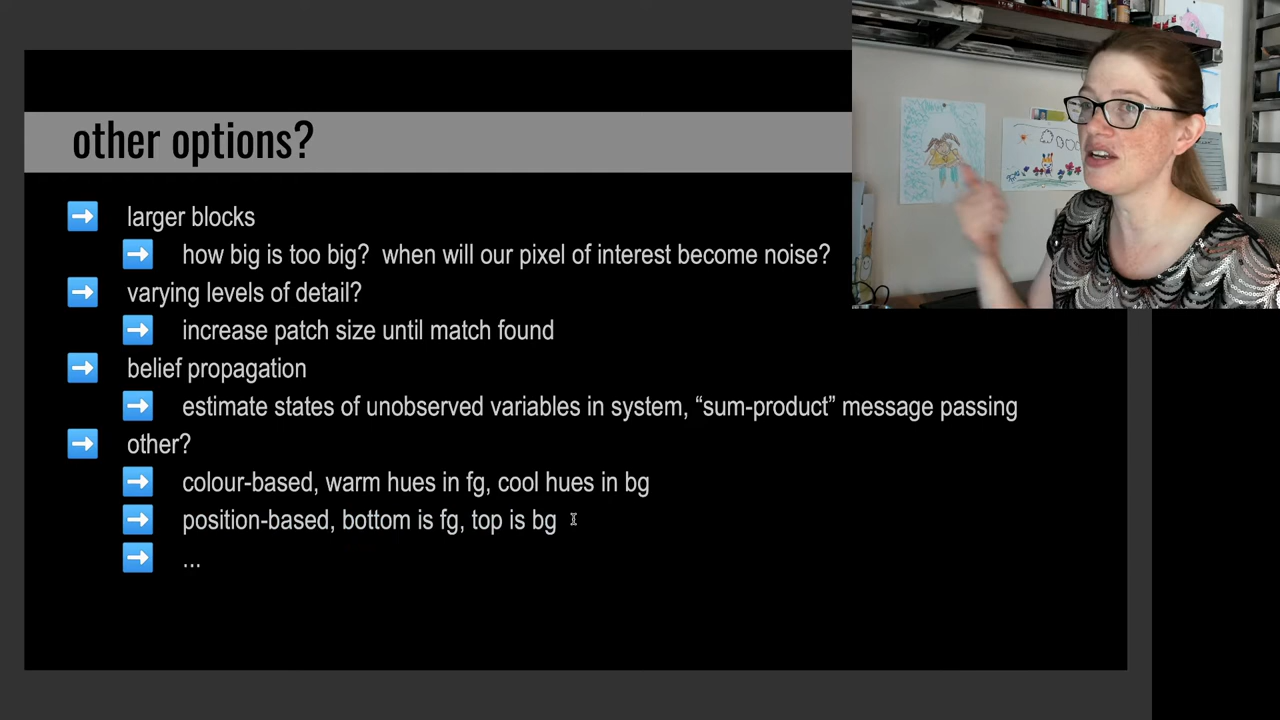 other options?
larger blocks
how big is too big? when will our pixel of interest become noise?
varying levels of detail?
increase patch size until match found
belief propagation
estimate states of unobserved variables in system, “sum-product” message passing
other?
colour-based, warm hues in fg, cool hues in bg
position-based, bottom is fg, top is bg
...